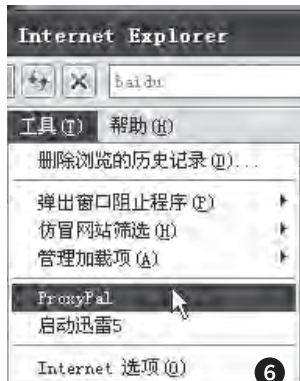 Internet Explorer
baidu
工具(T) 帮助(H)
删除浏览的历史记录(D)...
弹出窗口阻止程序(P)
仿冒网站筛选(H)
管理加载项(A)
ProxyPal
启动迅雷5
Internet 选项(O)
6